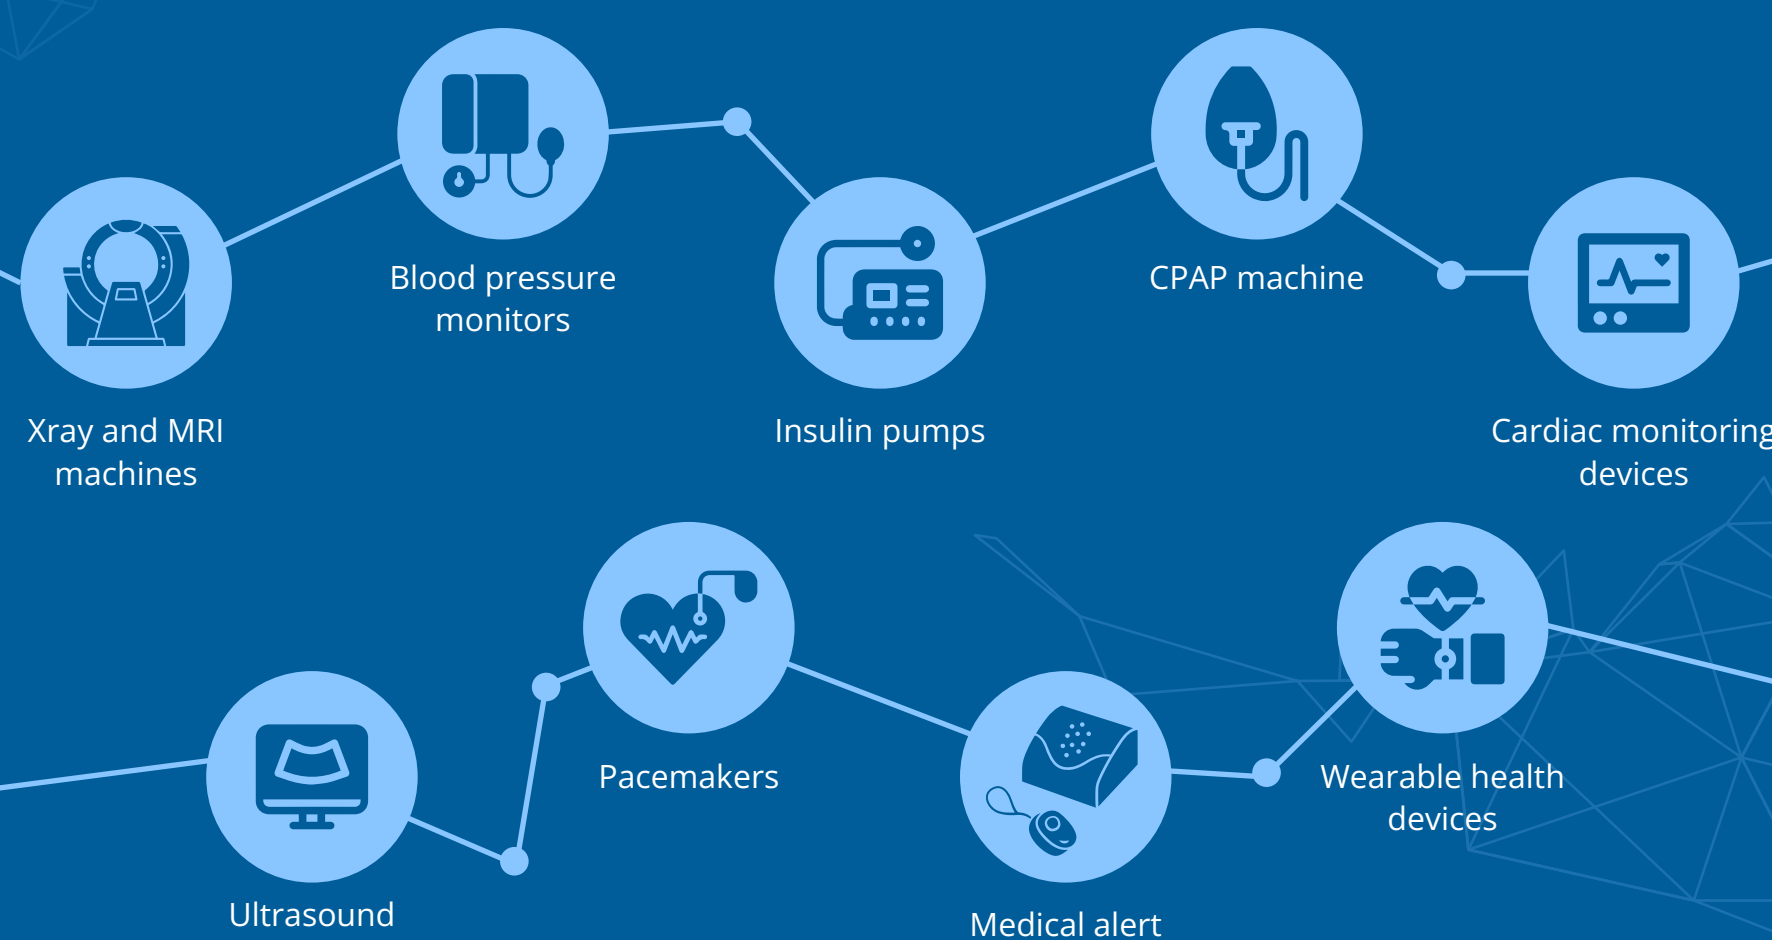 Blood pressure
monitors
CPAP machine
Xray and MRI
machines
Insulin pumps
Cardiac monitoring
devices
Pacemakers
Wearable health
devices
Ultrasound
Medical alert